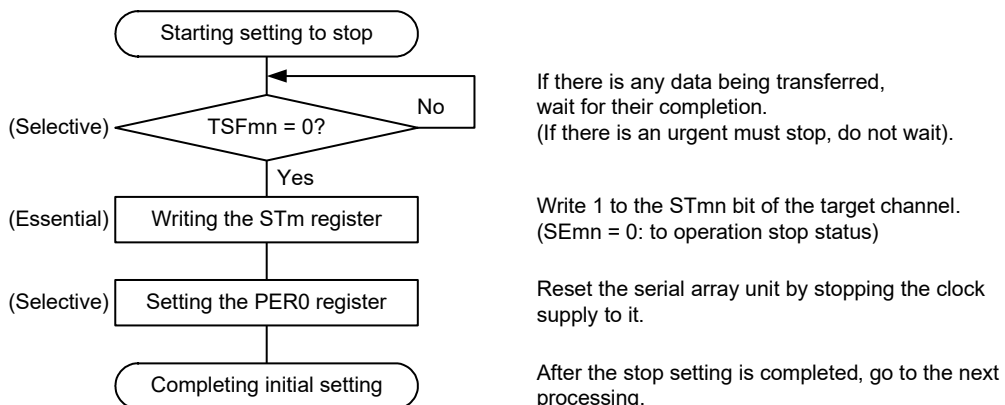 Starting setting to stop
No
(Selective)
TSFmn = 0?
If there is any data being transferred,
wait for their completion.
(If there is an urgent must stop, do not wait).
Yes
(Essential)
Writing the STm register
Write 1 to the STmn bit of the target channel.
(SEmn = 0: to operation stop status)
(Selective)
Setting the PER0 register
Reset the serial array unit by stopping the clock
supply to it.
Completing initial setting
After the stop setting is completed, go to the next
processing.